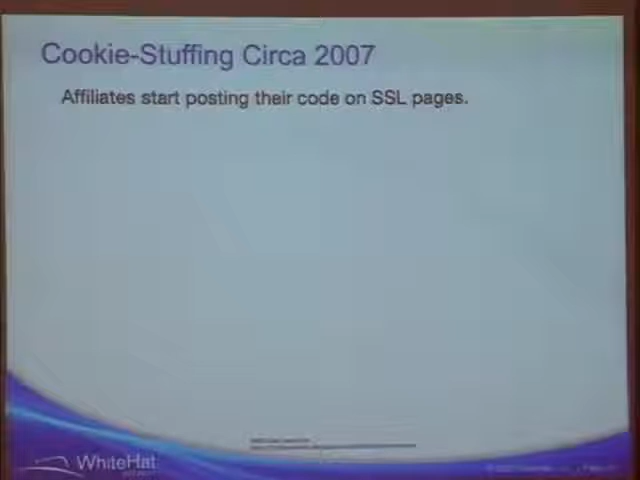 Cookie-Stuffing Circa 2007
Affiliates start posting their code on SSL pages.
WhiteHat